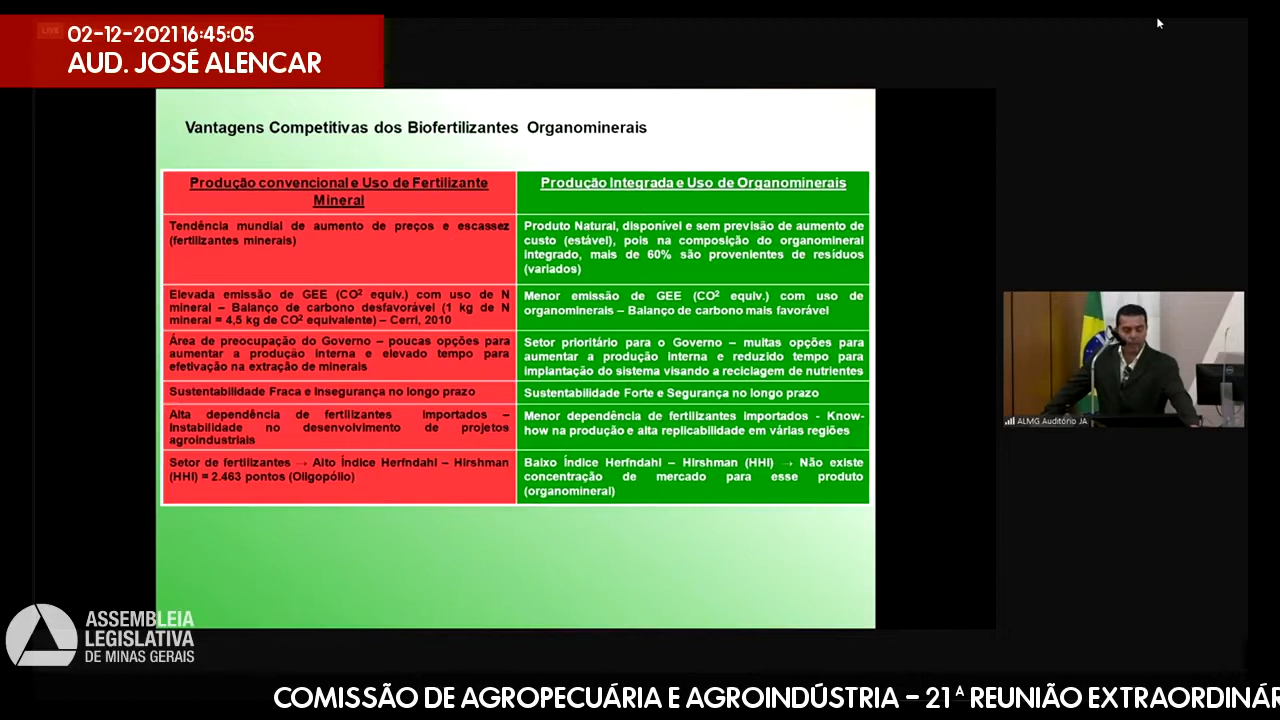 LIVE
02-12-2021 16:45:05
AUD. JOSÉ ALENCAR
Vantagens Competitivas dos Biofertilizantes Organominerais
Produção convencional e Uso de Fertilizante
Mineral
Produção Integrada e Uso de Organominerais
Tendência mundial de aumento de preços e escassez
(fertilizantes minerais)
Produto Natural, disponível e sem previsão de aumento de
custo (estável), pois na composição do organomineral
integrado, mais de 60% são provenientes de resíduos
(variados)
Elevada emissão de GEE (CO² equiv.) com uso de N
mineral – Balanço de carbono desfavorável (1 kg de N
mineral = 4,5 kg de CO² equivalente) – Cerri, 2010
Menor emissão de GEE (CO² equiv.) com uso de
organominerais – Balanço de carbono mais favorável
Área de preocupação do Governo – poucas opções para
aumentar a produção interna e elevado tempo para
efetivação na extração de minerais
Setor prioritário para o Governo – muitas opções para
aumentar a produção interna e reduzido tempo para
implantação do sistema visando a reciclagem de nutrientes
Sustentabilidade Fraca e Insegurança no longo prazo
Sustentabilidade Forte e Segurança no longo prazo
Alta dependência de fertilizantes importados –
Instabilidade no desenvolvimento de projetos
agroindustriais
Menor dependência de fertilizantes importados - Know-
how na produção e alta replicabilidade em várias regiões
Setor de fertilizantes → Alto Índice Herfndahl – Hirshman
(HHI) = 2.463 pontos (Oligopólio)
Baixo Índice Herfndahl – Hirshman (HHI) → Não existe
concentração de mercado para esse produto
(organomineral)
ALMG Auditório JA
ASSEMBLEIA
LEGISLATIVA
DE MINAS GERAIS
COMISSÃO DE AGROPECUÁRIA E AGROINDÚSTRIA – 21ª REUNIÃO EXTRAORDINÁR